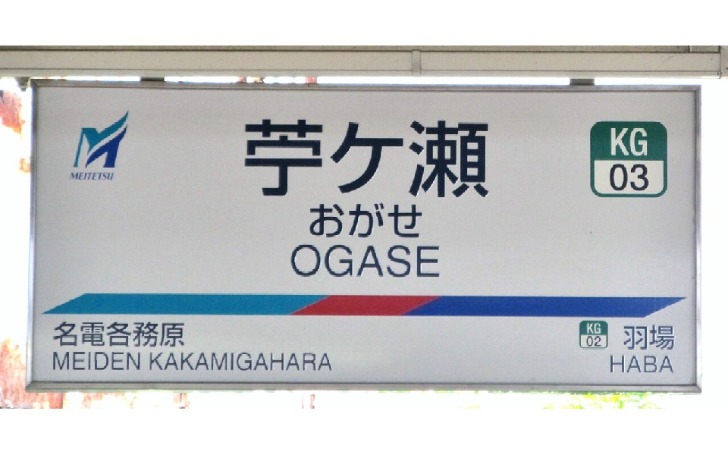 MEITETSU
苧ケ瀬
KG
03
おがせ
OGASE
名電各務原
MEIDEN KAKAMIGAHARA
KG
02
羽場
HABA